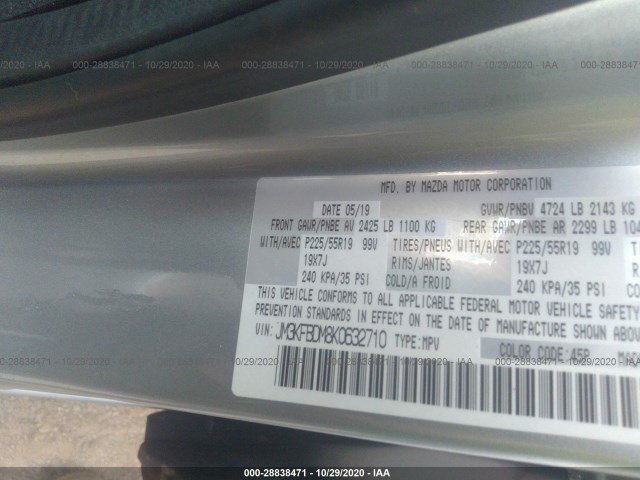 000-28838471 - 10/29/2020 - IAA
000-28838471 - 10/29/2020 - IAA
000-28838471 - 10/29/2020 - IAA
MFD. BY MAZDA MOTOR CORPORATION
DATE 05/19 GVWR/PNBV 4724 LB 2143 KG
FRONT GAWR/PNBE AV 2425 LB 1100 KG REAR GAWR/PNBE AR 2299 LB
WITH/AVEC P225/55R19 99V TIRES/PNEUS WITH/AVEC P225/55R19 99V
19X7J RIMS/JANTES 19X7J
240 KPA/35 PSI COLD/A FROID 240 KPA/35 PSI
THIS VEHICLE CONFORMS TO ALL APPLICABLE FEDERAL MOTOR VEHICLE SAFETY
PREVENTION STANDARDS IN EFFECT ON THE DATE OF MANUFACTURE SHOWN
VIN: JM3KFBDM8K0632710 TYPE:MPV
COLOR CODE:45P
000-28838471 - 10/29/2020 - IAA
000-28838471 - 10/29/2020 - IAA
000-28838471 - 10/29/2020 - IAA